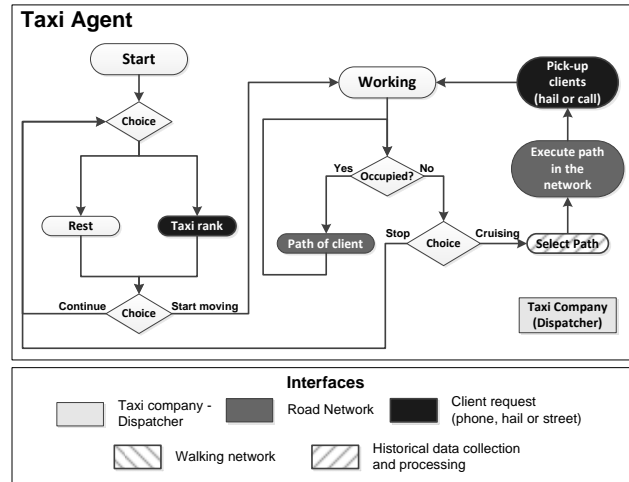 Taxi Agent
Start
Working
Pick-up
clients
(hail or call)
Choice
Execute path
in the
network
Yes
Occupied?
No
Rest
Taxi rank
Path of client
Stop
Choice
Cruising
Select Path
Continue
Choice
Start moving
Taxi Company
(Dispatcher)
Interfaces
Taxi company -
Dispatcher
Road Network
Client request
(phone, hail or street)
Walking network
Historical data collection
and processing